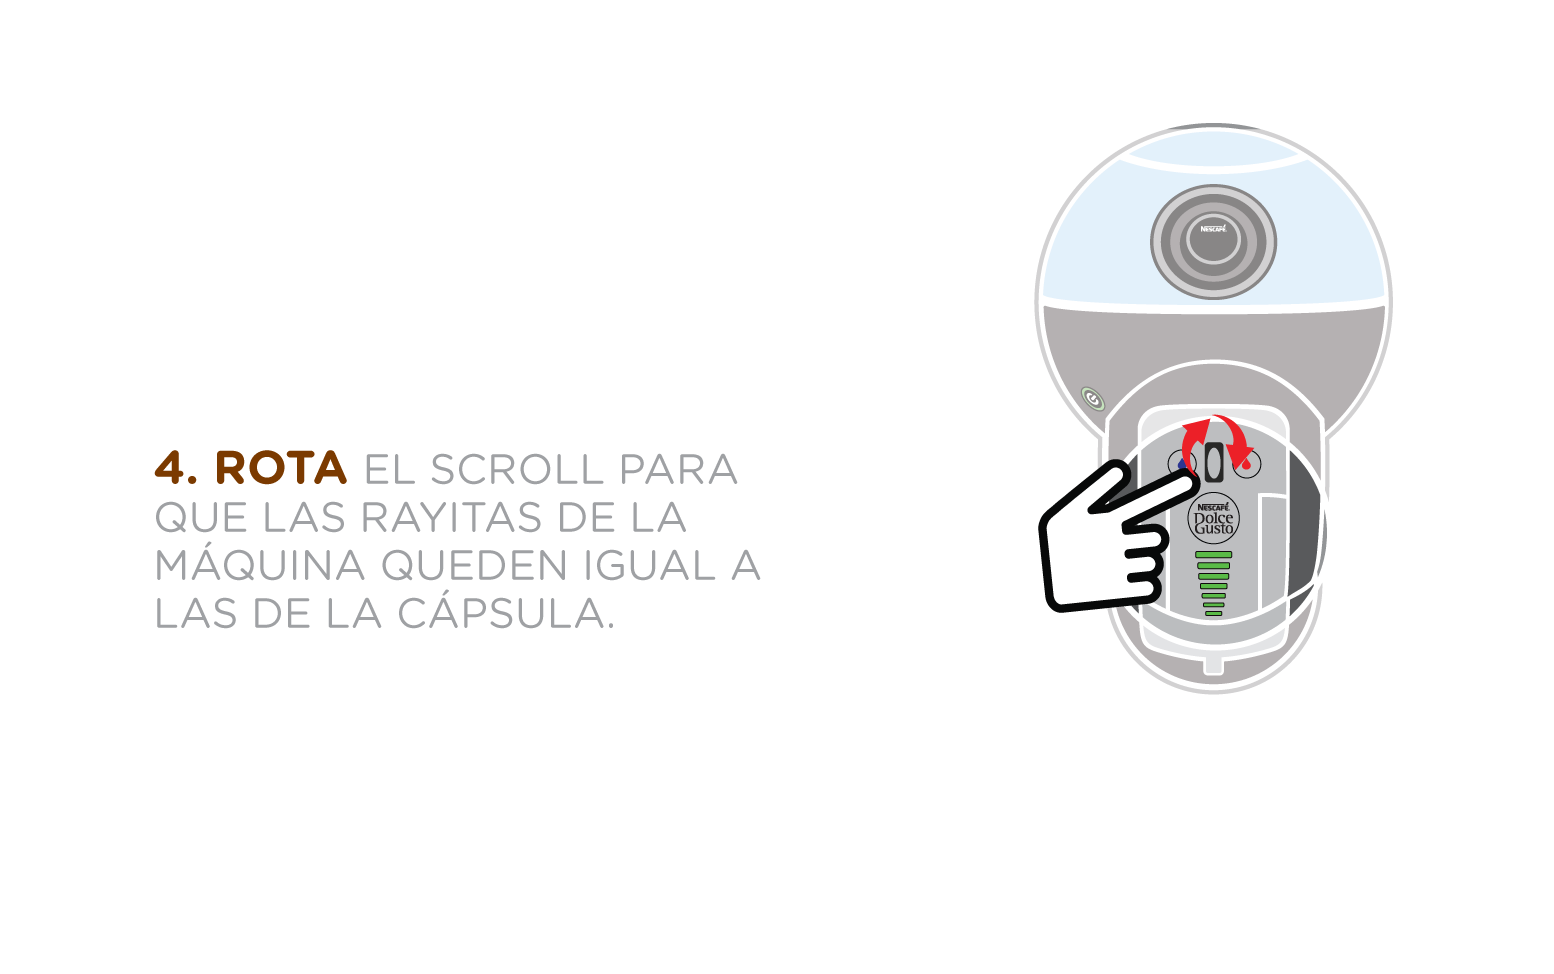 4. ROTA EL SCROLL PARA
QUE LAS RAYITAS DE LA
MÁQUINA QUEDEN IGUAL A
LAS DE LA CÁPSULA.
NESCAFÉ
NESCAFÉ
Dolce
Gusto